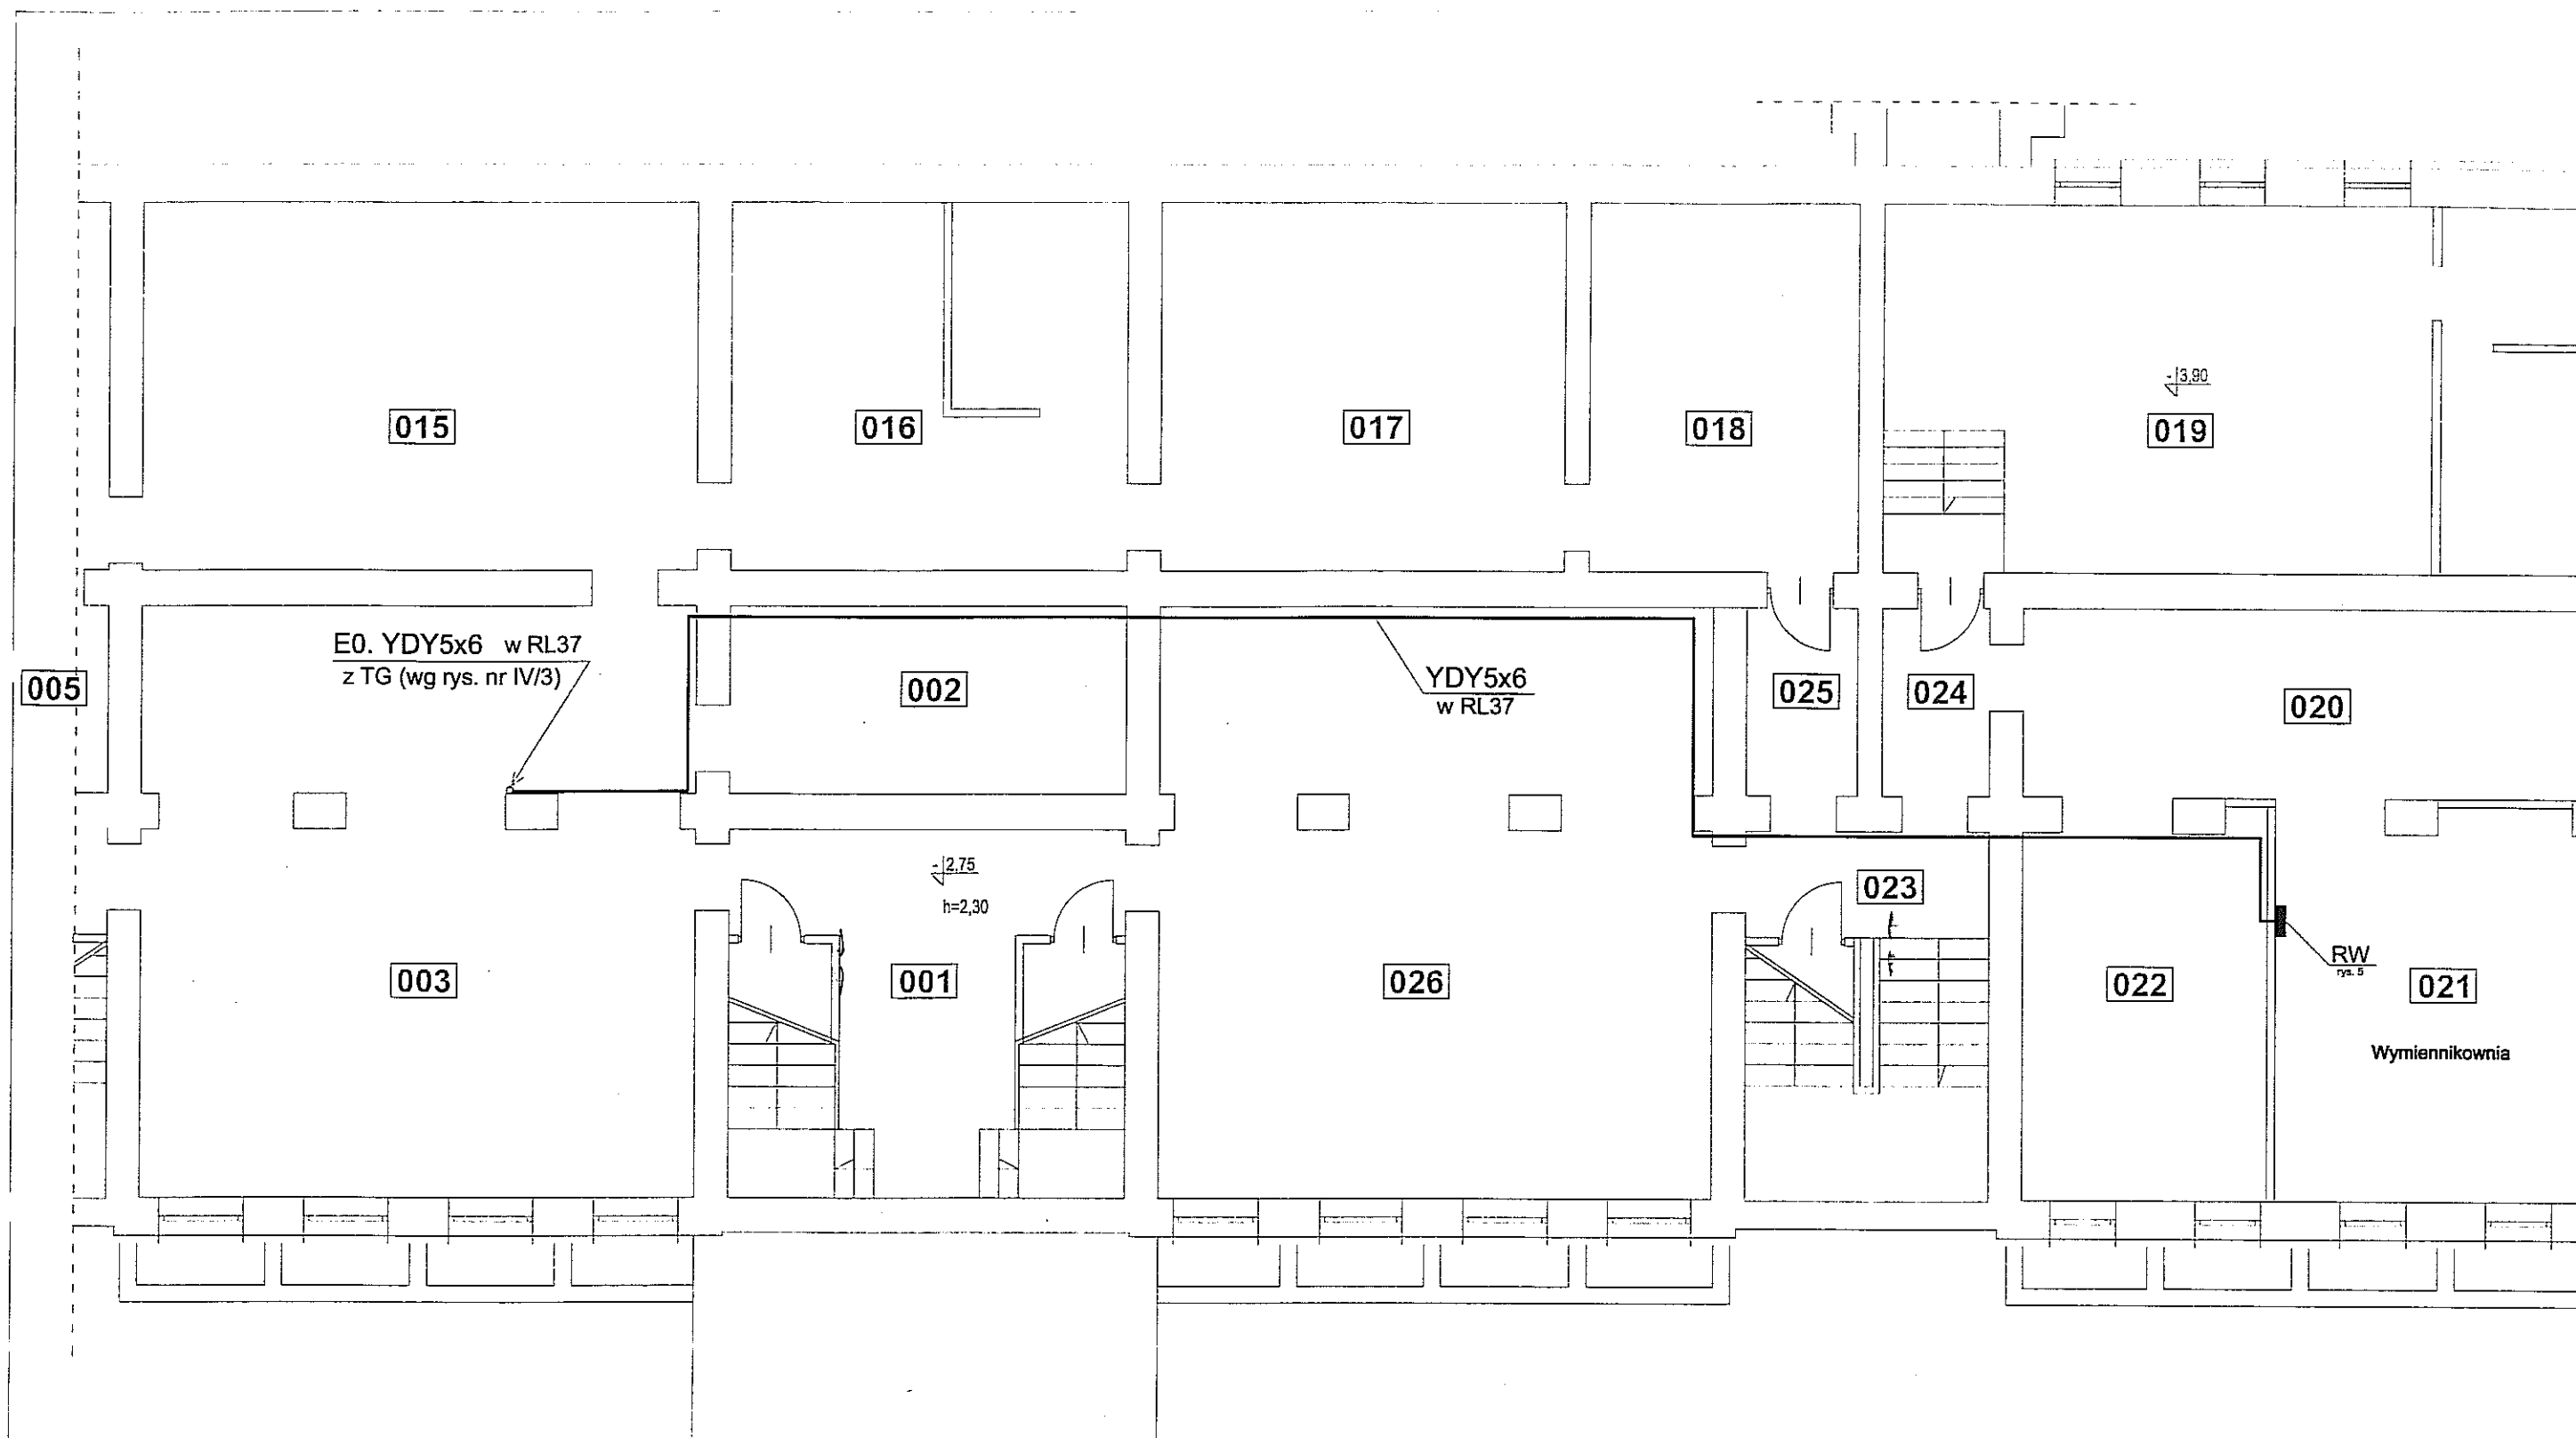 -3,90
015
016
017
018
019
E0. YDY5x6 w RL37
z TG (wg rys. nr IV/3)
005
002
YDY5x6
w RL37
025
024
020
-2,75
h=2,30
023
003
001
026
022
RW
rys. 5
021
Wymiennikownia